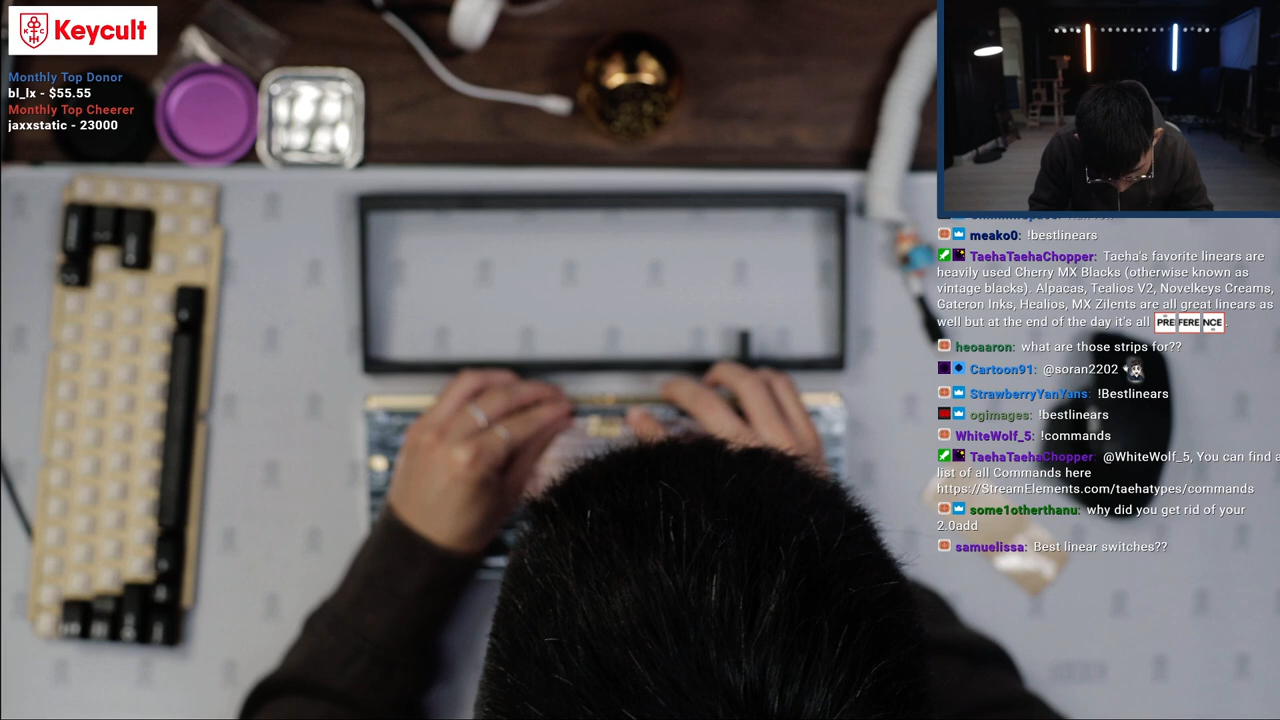 Keycult
Monthly Top Donor
bl_lx - $55.55
Monthly Top Cheerer
jaxxstatic - 23000
meako0: !bestlinears
TaehaTaehaChopper: Taeha's favorite linears are
heavily used Cherry MX Blacks (otherwise known as
vintage blacks). Alpacas, Tealios V2, Novelkeys Creams,
Gateron Inks, Healios, MX Zilents are all great linears as
well but at the end of the day it's all PRE FERE NCE.
heoaaron: what are those strips for??
Cartoon91: @soran2202
StrawberryYanYans: !Bestlinears
ogimages: !bestlinears
WhiteWolf_5: !commands
TaehaTaehaChopper: @WhiteWolf_5, You can find a
list of all Commands here
https://StreamElements.com/taehatypes/commands
some1otherthanu: why did you get rid of your
2.0add
samuelissa: Best linear switches??